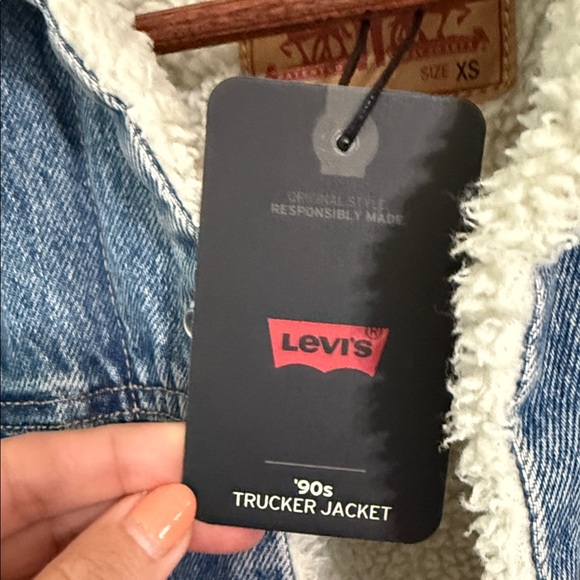 SIZE XS
ORIGINAL STYLE.
RESPONSIBLY MADE.
LEVI'S®
'90s
TRUCKER JACKET